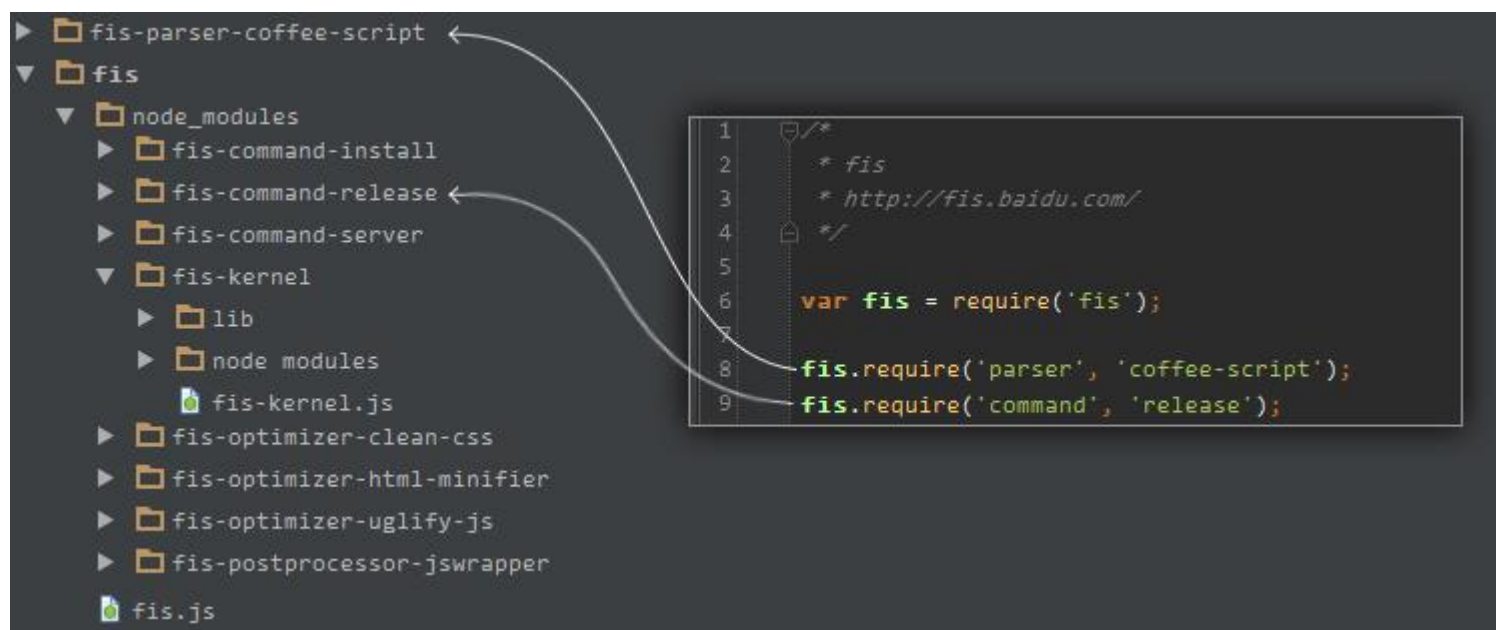 fis-parser-coffee-script
fis
node_modules
fis-command-install
fis-command-release
fis-command-server
fis-kernel
lib
node modules
fis-kernel.js
fis-optimizer-clean-css
fis-optimizer-html-minifier
fis-optimizer-uglify-js
fis-postprocessor-jswrapper
fis.js
1 /*
2 * fis
3 * http://fis.baidu.com/
4 */
5
6 var fis = require('fis');
7
8 fis.require('parser', 'coffee-script');
9 fis.require('command', 'release');